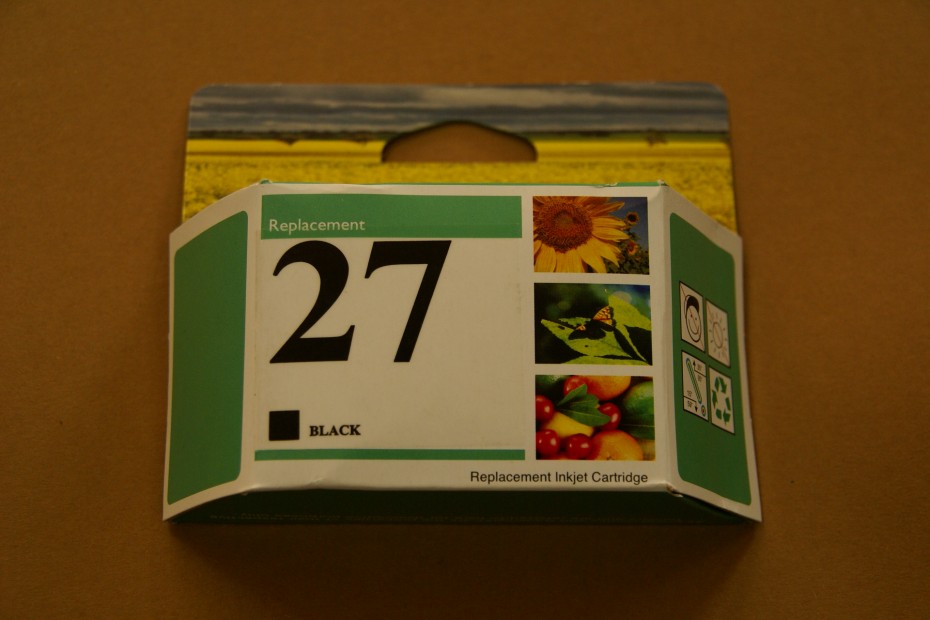 Replacement
27
BLACK
Replacement Inkjet Cartridge